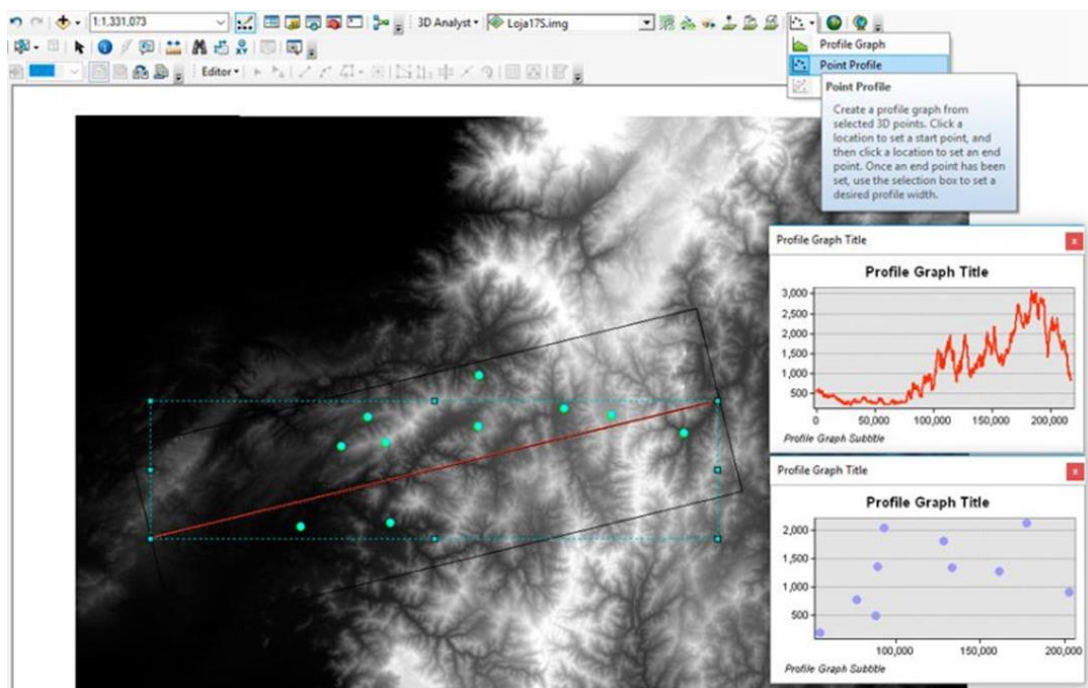 1:1,331,073
3D Analyst
Loja17S.img
Profile Graph
Point Profile
Editor
Point Profile
Create a profile graph from
selected 3D points. Click a
location to set a start point, and
then click a location to set an end
point. Once an end point has been
set, use the selection box to set a
desired profile width.
Profile Graph Title
Profile Graph Title
3,000
2,500
2,000
1,500
1,000
500
0 50,000 100,000 150,000 200,000
Profile Graph Subtitle
Profile Graph Title
Profile Graph Title
2,000
1,500
1,000
500
100,000 150,000 200,000
Profile Graph Subtitle